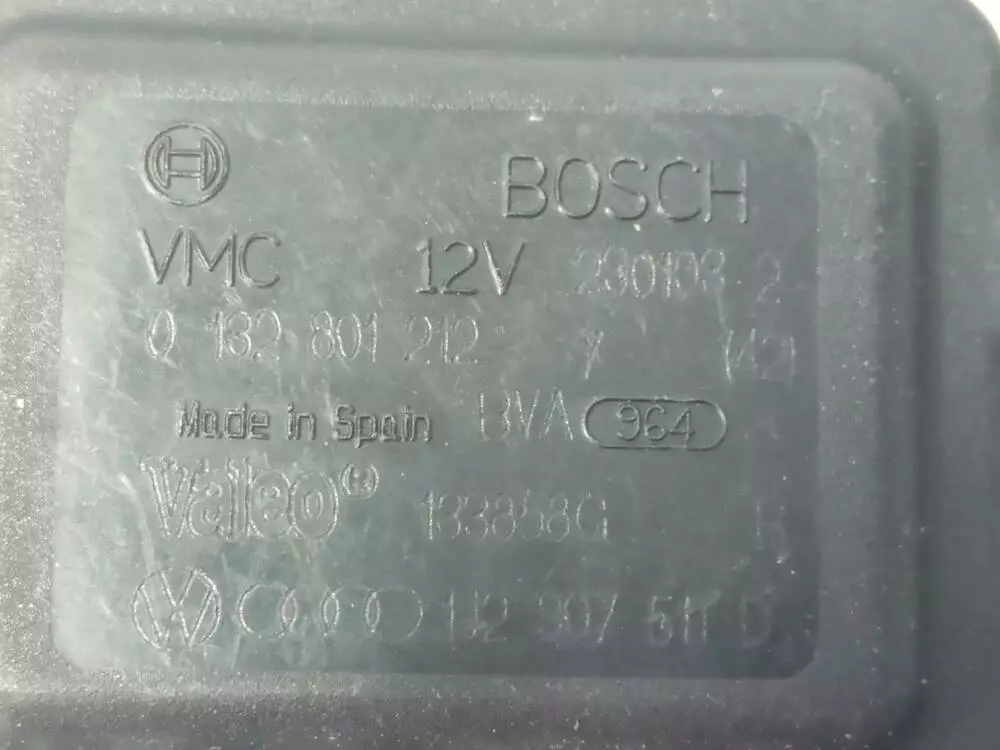 BOSCH
VMC 12V 230103 2
0 132 801 212 y (42)
Made in Spain BVA 964
Valeo® 133858G H
1J2 907 511 D